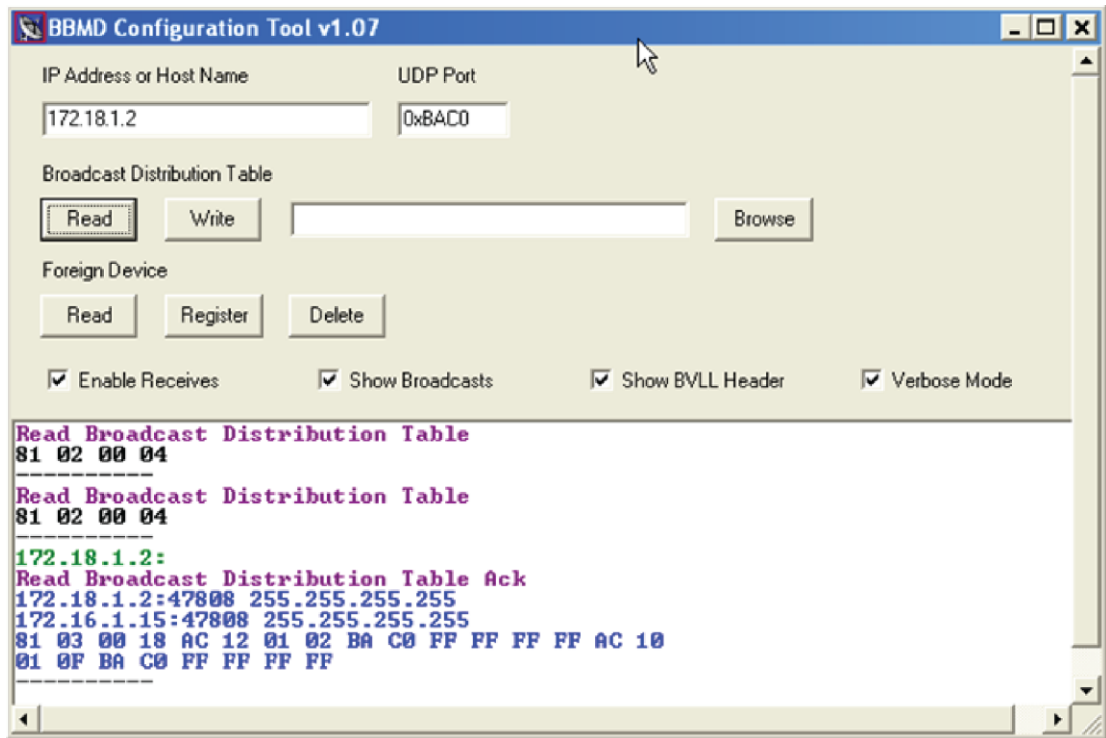 BBMD Configuration Tool v1.07
IP Address or Host Name UDP Port
172.18.1.2 0xBAC0
Broadcast Distribution Table
Read Write Browse
Foreign Device
Read Register Delete
Enable Receives Show Broadcasts Show BVLL Header Verbose Mode
Read Broadcast Distribution Table
81 02 00 04
----------
Read Broadcast Distribution Table
81 02 00 04
----------
172.18.1.2:
Read Broadcast Distribution Table Ack
172.18.1.2:47808 255.255.255.255
172.16.1.15:47808 255.255.255.255
81 03 00 18 AC 12 01 02 BA C0 FF FF FF FF AC 10
01 0F BA C0 FF FF FF FF
----------